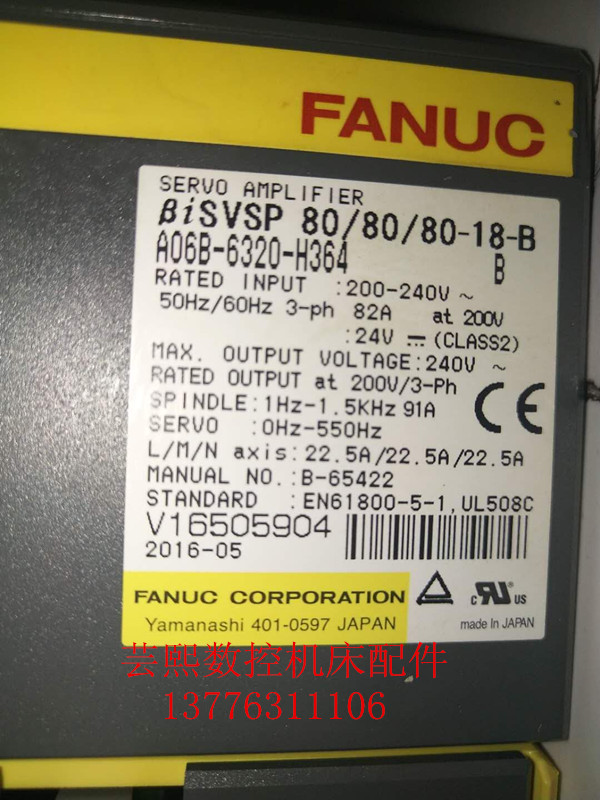 FANUC
SERVO AMPLIFIER
βiSVSP 80/80/80-18-B
A06B-6320-H364 B
RATED INPUT :200-240V ~
50Hz/60Hz 3-ph 82A at 200V
:24V ⎓ (CLASS2)
MAX. OUTPUT VOLTAGE:240V ~
RATED OUTPUT at 200V/3-Ph
SPINDLE:1Hz-1.5KHz 91A
SERVO :0Hz-550Hz
L/M/N axis:22.5A/22.5A/22.5A
MANUAL NO.:B-65422
STANDARD :EN61800-5-1,UL508C
CE
V16505904
2016-05
FANUC CORPORATION
Yamanashi 401-0597 JAPAN
c UR US
made In JAPAN
芸熙数控机床配件
13776311106